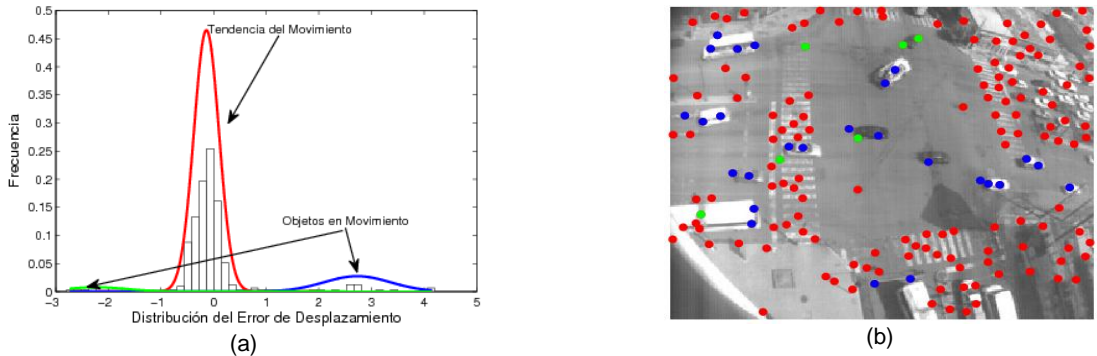 0.5
0.45
0.4
0.35
0.3
0.25
0.2
0.15
0.1
0.05
0
Frecuencia
Tendencia del Movimiento
Objetos en Movimiento
-3 -2 -1 0 1 2 3 4 5
Distribución del Error de Desplazamiento
(a)
(b)